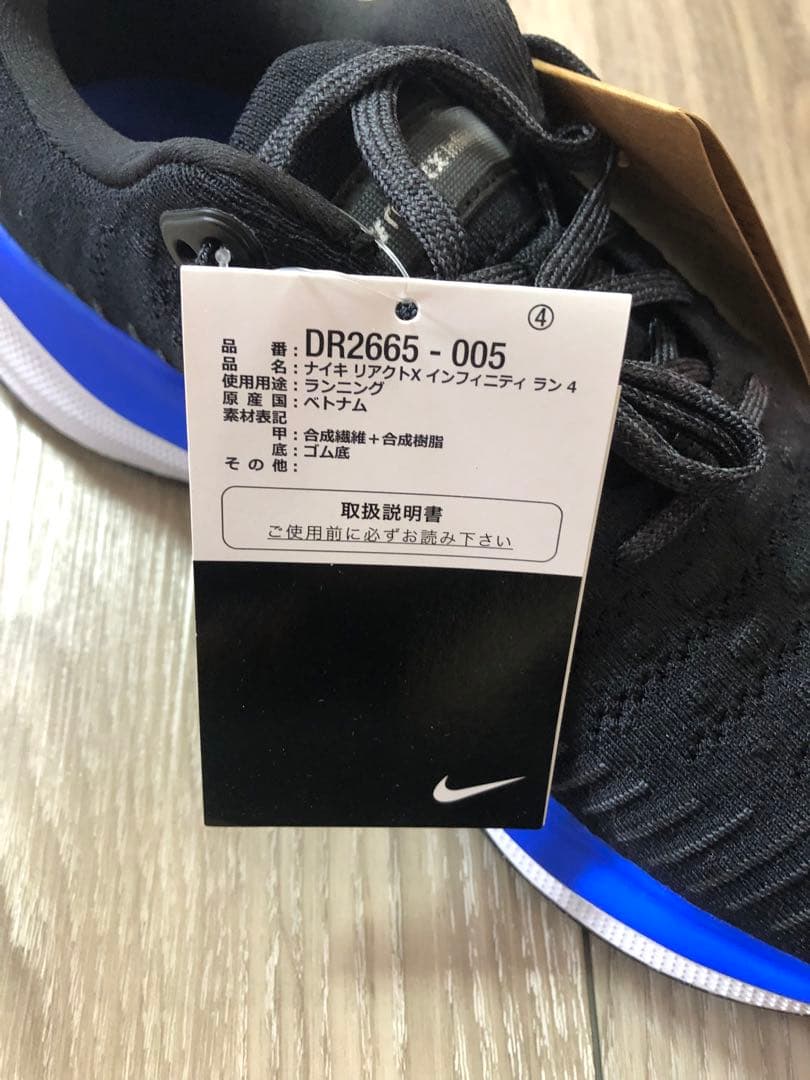 ④
品番：DR2665 - 005
品名：ナイキ リアクトX インフィニティ ラン 4
使用用途：ランニング
原産国：ベトナム
素材表記
甲：合成繊維＋合成樹脂
底：ゴム底
その他：
取扱説明書
ご使用前に必ずお読み下さい